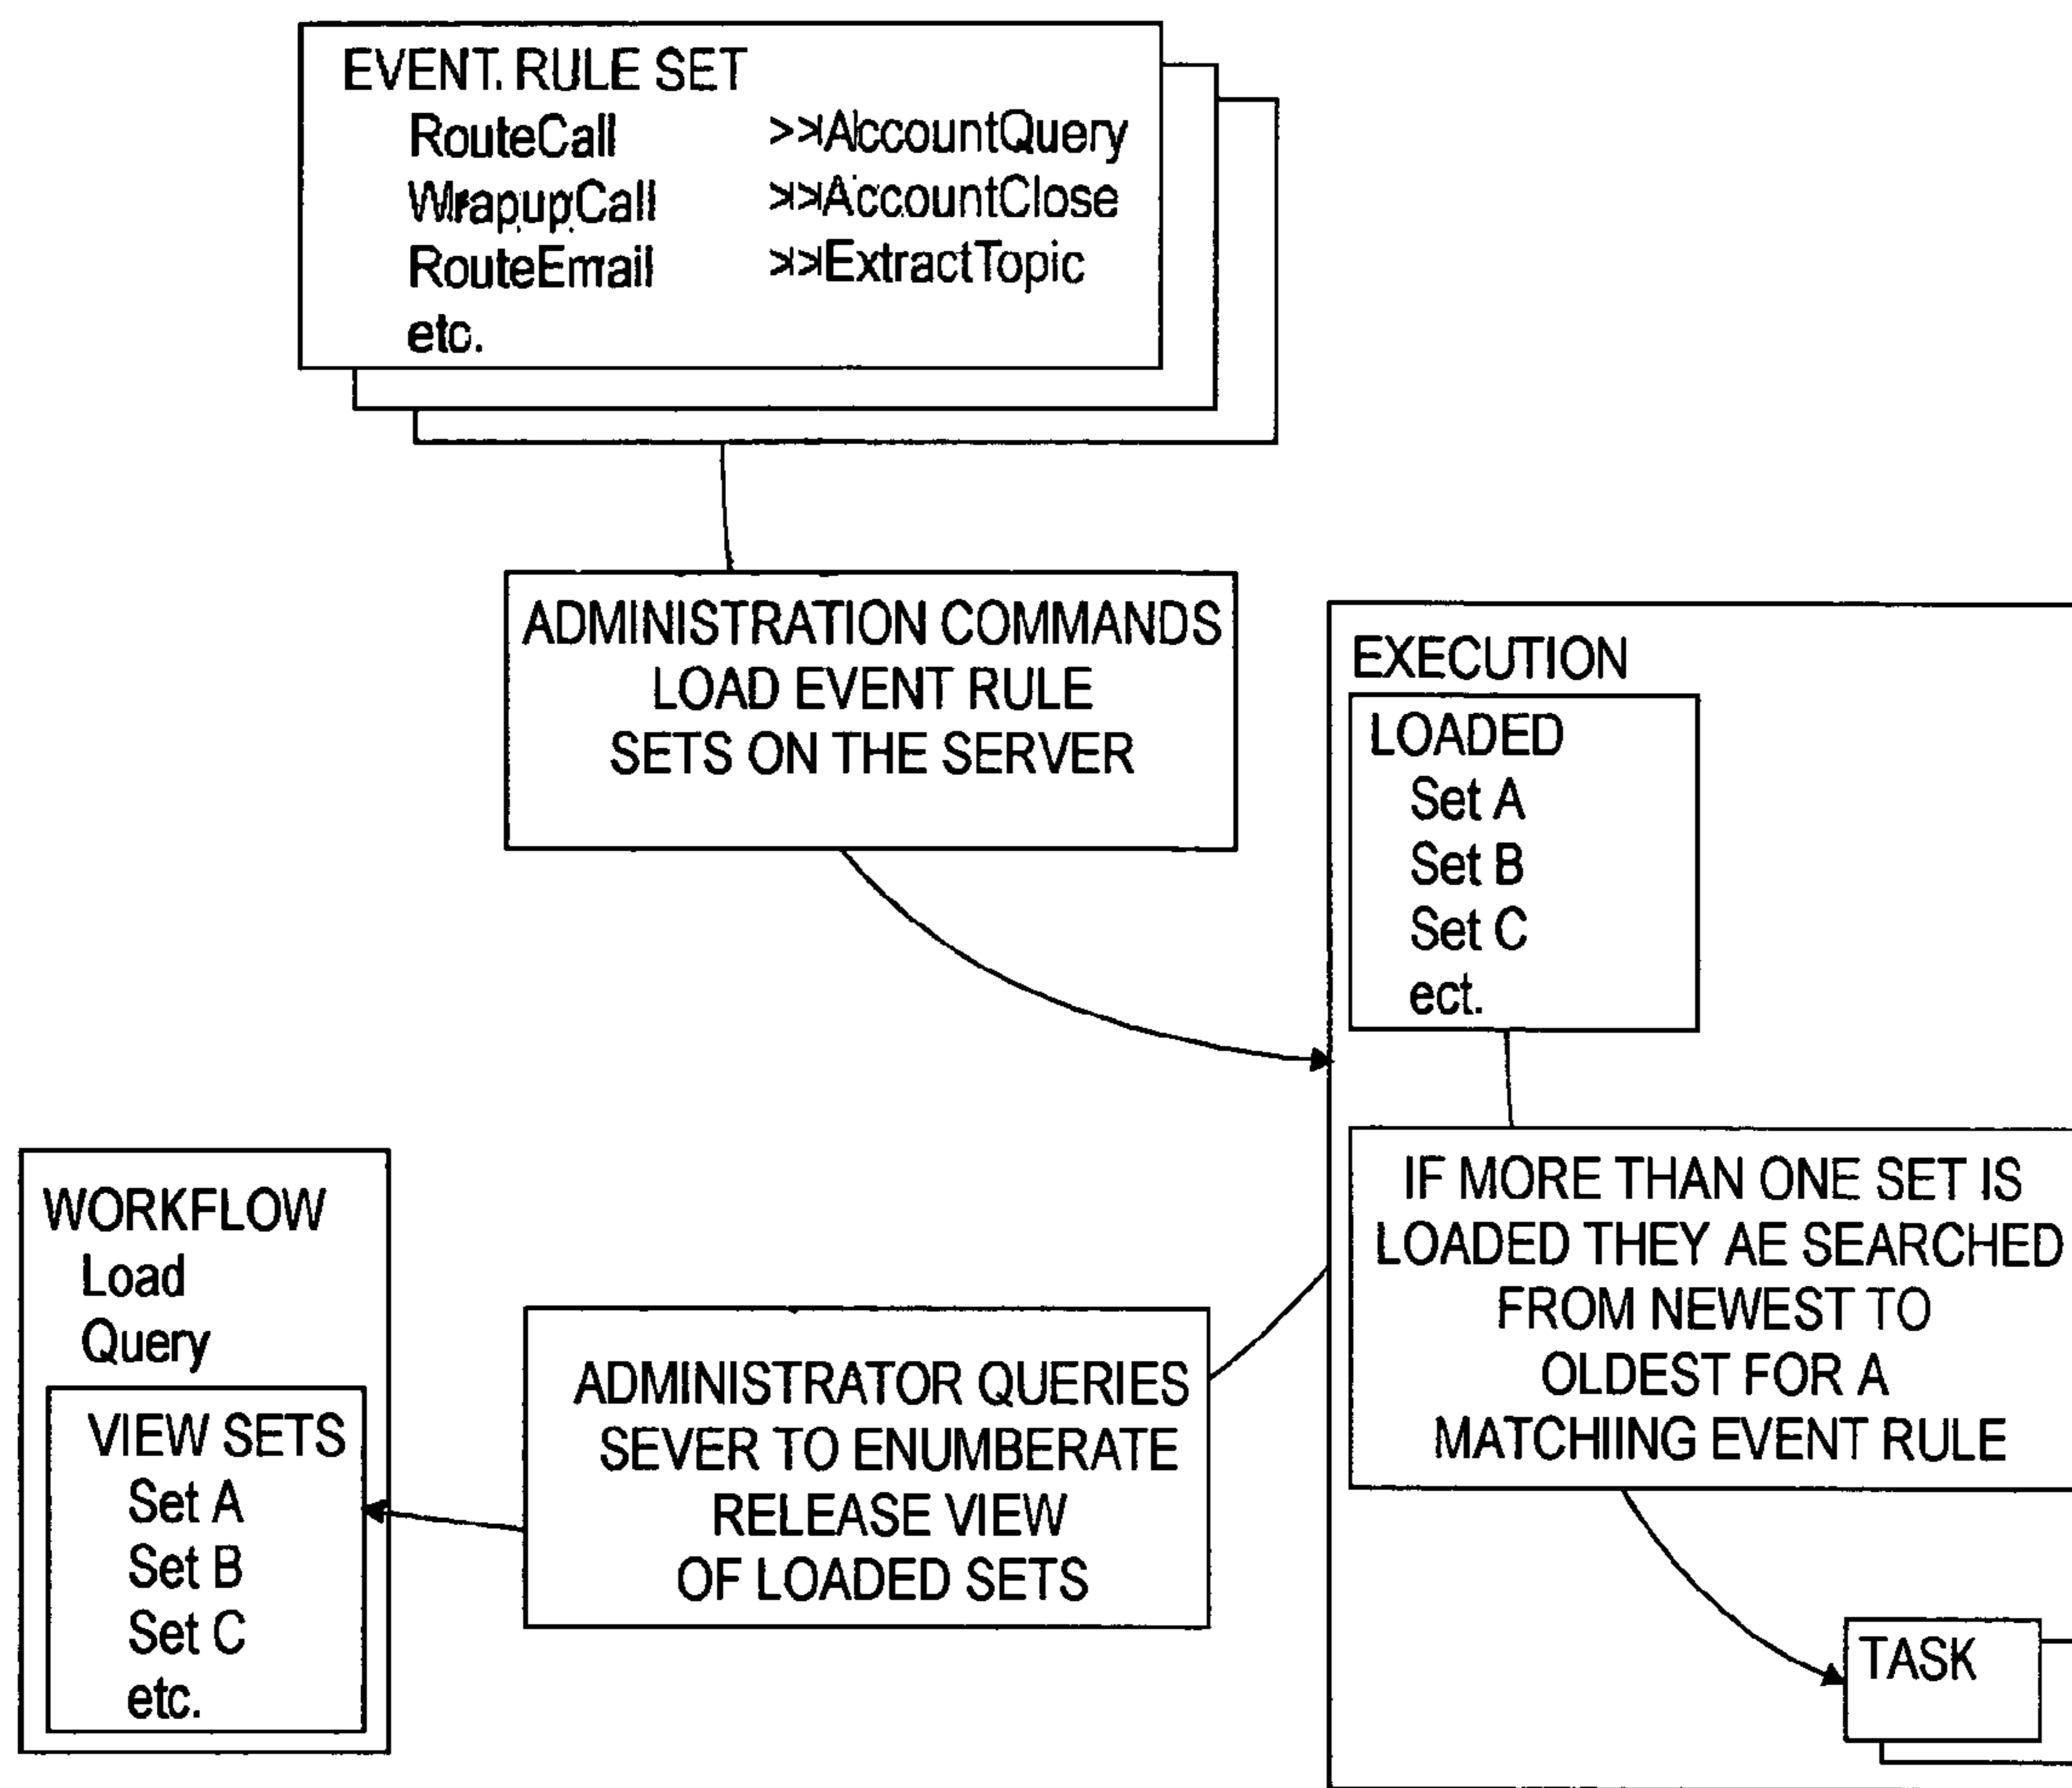 EVENT. RULE SET
RouteCall >>AccountQuery
WrapupCall >>AccountClose
RouteEmail >>ExtractTopic
etc.
ADMINISTRATION COMMANDS
LOAD EVENT RULE
SETS ON THE SERVER
EXECUTION
LOADED
Set A
Set B
Set C
ect.
IF MORE THAN ONE SET IS
LOADED THEY AE SEARCHED
FROM NEWEST TO
OLDEST FOR A
MATCHIING EVENT RULE
TASK
WORKFLOW
Load
Query
VIEW SETS
Set A
Set B
Set C
etc.
ADMINISTRATOR QUERIES
SEVER TO ENUMBERATE
RELEASE VIEW
OF LOADED SETS